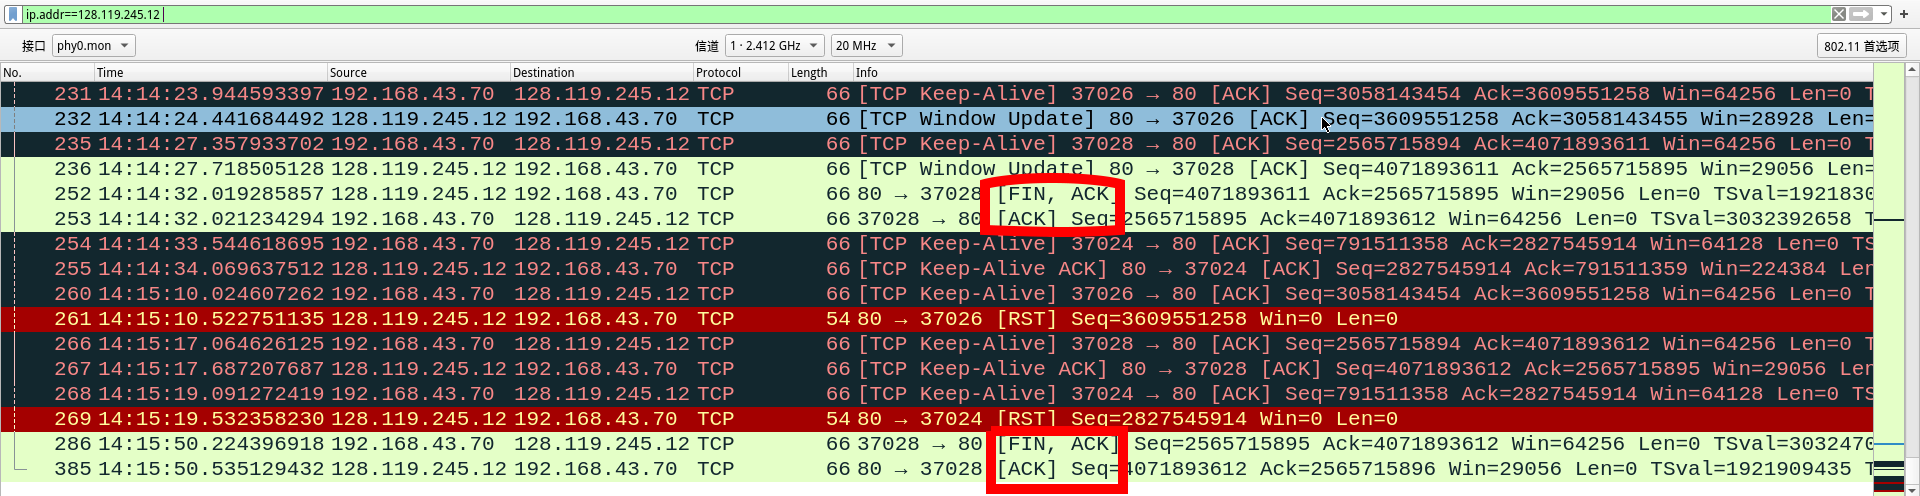 ip.addr==128.119.245.12
接口 phy0.mon 信道 1 · 2.412 GHz 20 MHz 802.11 首选项
No. Time Source Destination Protocol Length Info
231 14:14:23.944593397 192.168.43.70 128.119.245.12 TCP 66 [TCP Keep-Alive] 37026 → 80 [ACK] Seq=3058143454 Ack=3609551258 Win=64256 Len=0 T
232 14:14:24.441684492 128.119.245.12 192.168.43.70 TCP 66 [TCP Window Update] 80 → 37026 [ACK] Seq=3609551258 Ack=3058143455 Win=28928 Len=
235 14:14:27.357933702 192.168.43.70 128.119.245.12 TCP 66 [TCP Keep-Alive] 37028 → 80 [ACK] Seq=2565715894 Ack=4071893611 Win=64256 Len=0 T
236 14:14:27.718505128 128.119.245.12 192.168.43.70 TCP 66 [TCP Window Update] 80 → 37028 [ACK] Seq=4071893611 Ack=2565715895 Win=29056 Len=
252 14:14:32.019285857 128.119.245.12 192.168.43.70 TCP 66 80 → 37028 [FIN, ACK] Seq=4071893611 Ack=2565715895 Win=29056 Len=0 TSval=1921830
253 14:14:32.021234294 192.168.43.70 128.119.245.12 TCP 66 37028 → 80 [ACK] Seq=2565715895 Ack=4071893612 Win=64256 Len=0 TSval=3032392658 T
254 14:14:33.544618695 192.168.43.70 128.119.245.12 TCP 66 [TCP Keep-Alive] 37024 → 80 [ACK] Seq=791511358 Ack=2827545914 Win=64128 Len=0 TS
255 14:14:34.069637512 128.119.245.12 192.168.43.70 TCP 66 [TCP Keep-Alive ACK] 80 → 37024 [ACK] Seq=2827545914 Ack=791511359 Win=224384 Len
260 14:15:10.024607262 192.168.43.70 128.119.245.12 TCP 66 [TCP Keep-Alive] 37026 → 80 [ACK] Seq=3058143454 Ack=3609551258 Win=64256 Len=0 T
261 14:15:10.522751135 128.119.245.12 192.168.43.70 TCP 54 80 → 37026 [RST] Seq=3609551258 Win=0 Len=0
266 14:15:17.064626125 192.168.43.70 128.119.245.12 TCP 66 [TCP Keep-Alive] 37028 → 80 [ACK] Seq=2565715894 Ack=4071893612 Win=64256 Len=0 T
267 14:15:17.687207687 128.119.245.12 192.168.43.70 TCP 66 [TCP Keep-Alive ACK] 80 → 37028 [ACK] Seq=4071893612 Ack=2565715895 Win=29056 Len
268 14:15:19.091272419 192.168.43.70 128.119.245.12 TCP 66 [TCP Keep-Alive] 37024 → 80 [ACK] Seq=791511358 Ack=2827545914 Win=64128 Len=0 TS
269 14:15:19.532358230 128.119.245.12 192.168.43.70 TCP 54 80 → 37024 [RST] Seq=2827545914 Win=0 Len=0
286 14:15:50.224396918 192.168.43.70 128.119.245.12 TCP 66 37028 → 80 [FIN, ACK] Seq=2565715895 Ack=4071893612 Win=64256 Len=0 TSval=3032470
385 14:15:50.535129432 128.119.245.12 192.168.43.70 TCP 66 80 → 37028 [ACK] Seq=4071893612 Ack=2565715896 Win=29056 Len=0 TSval=1921909435 T